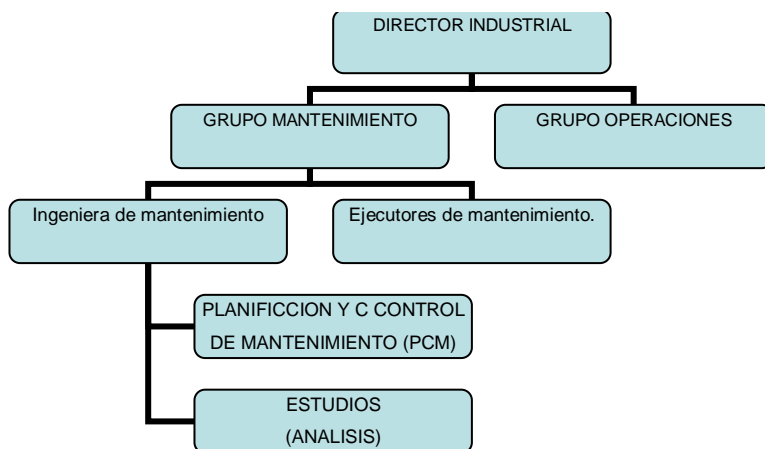 DIRECTOR INDUSTRIAL
GRUPO MANTENIMIENTO
GRUPO OPERACIONES
Ingeniera de mantenimiento
Ejecutores de mantenimiento.
PLANIFICCION Y C CONTROL
DE MANTENIMIENTO (PCM)
ESTUDIOS
(ANALISIS)